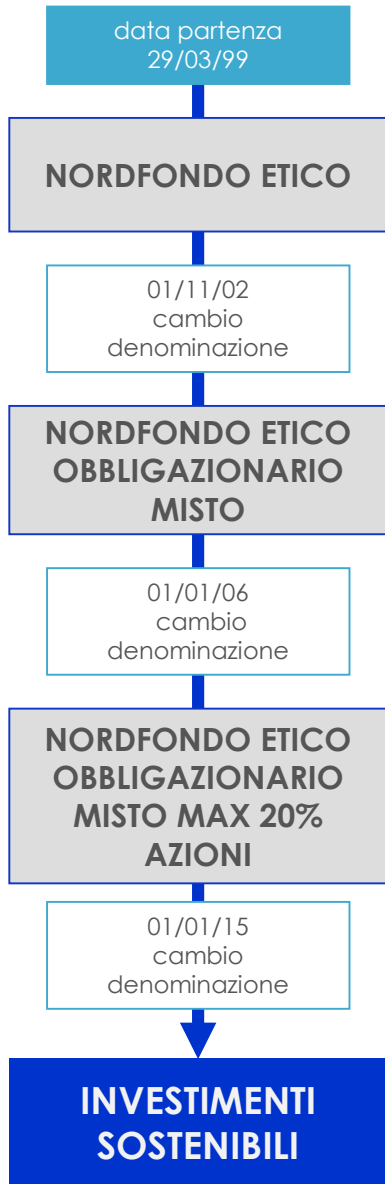 data partenza
29/03/99
NORDFONDO ETICO
01/11/02
cambio
denominazione
NORDFONDO ETICO
OBBLIGAZIONARIO
MISTO
01/01/06
cambio
denominazione
NORDFONDO ETICO
OBBLIGAZIONARIO
MISTO MAX 20%
AZIONI
01/01/15
cambio
denominazione
INVESTIMENTI
SOSTENIBILI